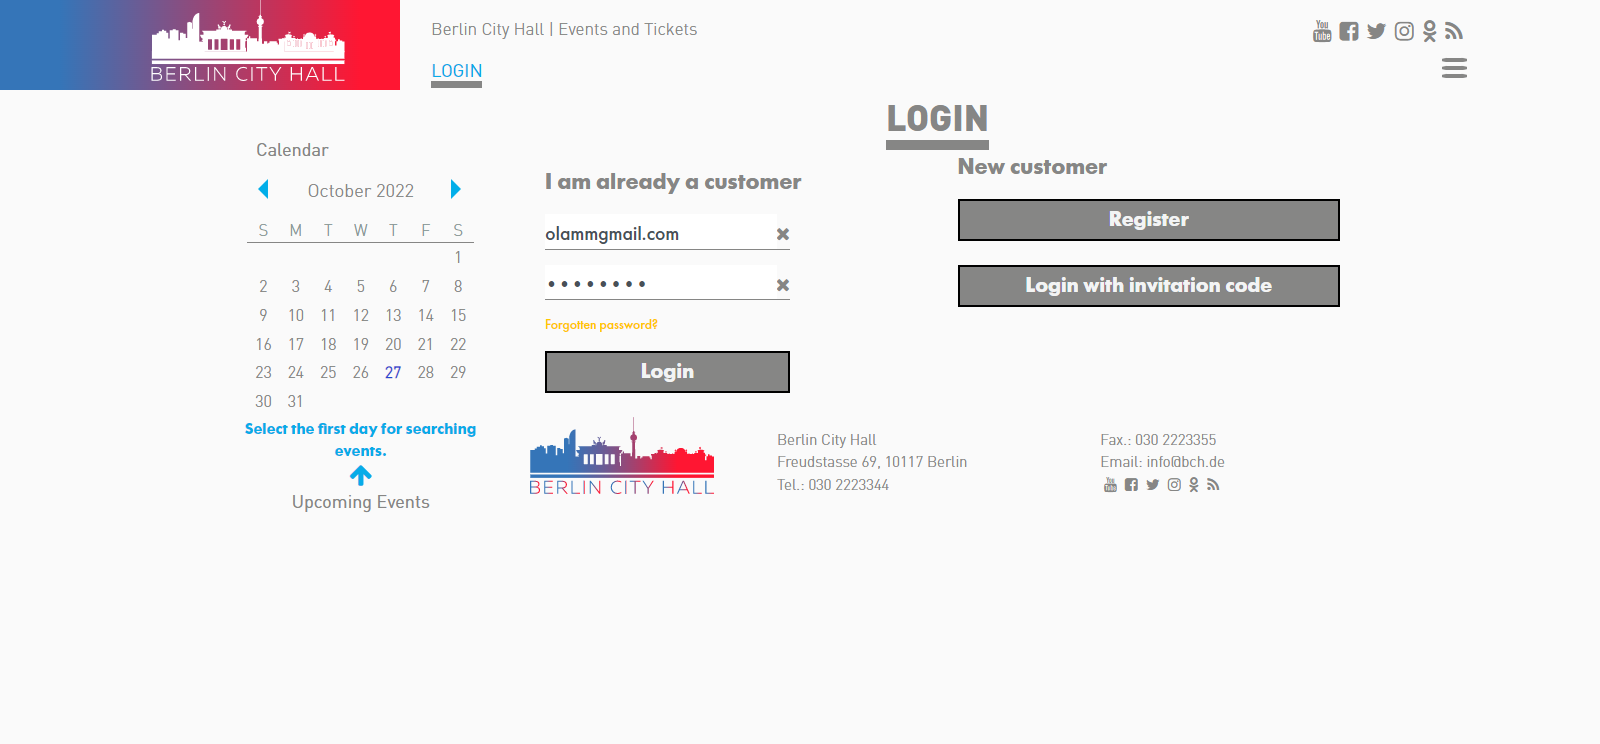 BERLIN CITY HALL
Berlin City Hall | Events and Tickets
You
Tube
LOGIN
LOGIN
Calendar
October 2022
S M T W T F S
1
2 3 4 5 6 7 8
9 10 11 12 13 14 15
16 17 18 19 20 21 22
23 24 25 26 27 28 29
30 31
Select the first day for searching
events.
Upcoming Events
I am already a customer
olammgmail.com
••••••••
Forgotten password?
Login
New customer
Register
Login with invitation code
BERLIN CITY HALL
Berlin City Hall
Freudstasse 69, 10117 Berlin
Tel.: 030 2223344
Fax.: 030 2223355
Email: info@bch.de
You
Tube